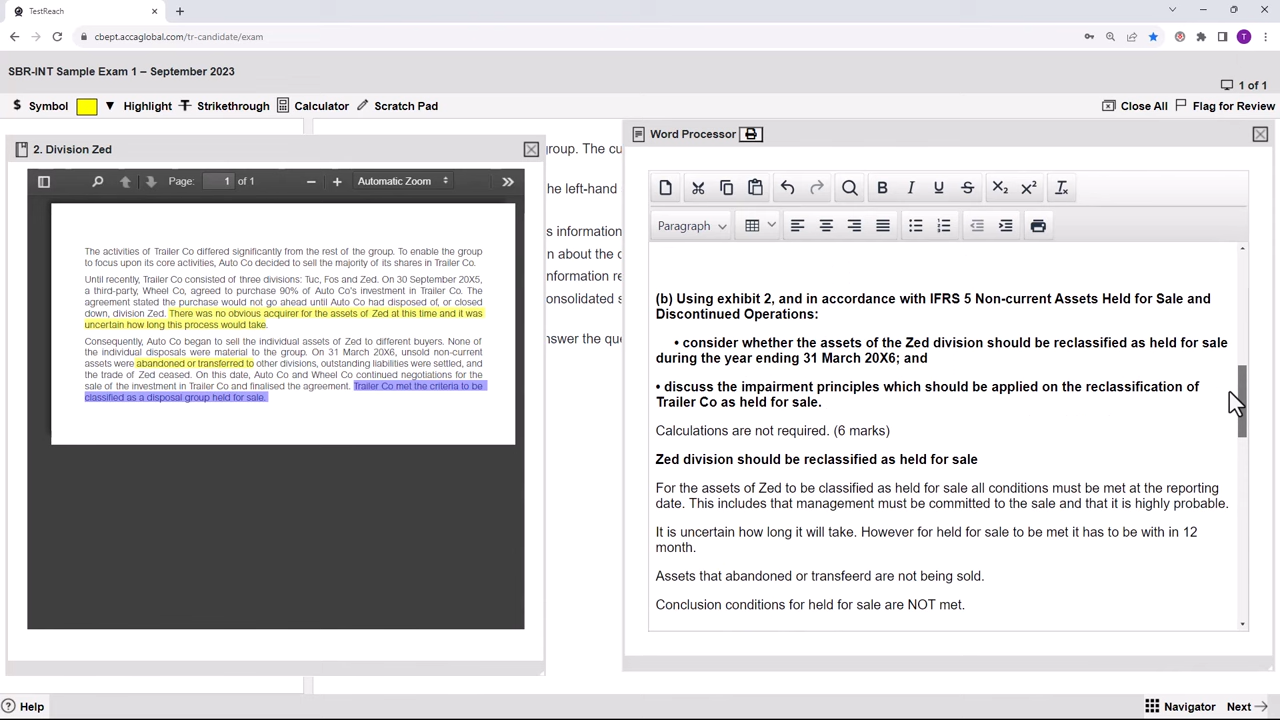 TestReach
cbept.accaglobal.com/tr-candidate/exam
T
SBR-INT Sample Exam 1 – September 2023
1 of 1
$ Symbol Highlight Strikethrough Calculator Scratch Pad Close All Flag for Review
2. Division Zed
Page: 1 of 1 Automatic Zoom
The activities of Trailer Co differed significantly from the rest of the group. To enable the group
to focus upon its core activities, Auto Co decided to sell the majority of its shares in Trailer Co.
Until recently, Trailer Co consisted of three divisions: Tuc, Fos and Zed. On 30 September 20X5,
a third-party, Wheel Co, agreed to purchase 90% of Auto Co's investment in Trailer Co. The
agreement stated the purchase would not go ahead until Auto Co had disposed of, or closed
down, division Zed. There was no obvious acquirer for the assets of Zed at this time and it was
uncertain how long this process would take.
Consequently, Auto Co began to sell the individual assets of Zed to different buyers. None of
the individual disposals were material to the group. On 31 March 20X6, unsold non-current
assets were abandoned or transferred to other divisions, outstanding liabilities were settled, and
the trade of Zed ceased. On this date, Auto Co and Wheel Co continued negotiations for the
sale of the investment in Trailer Co and finalised the agreement. Trailer Co met the criteria to be
classified as a disposal group held for sale.
group. The cu
he left-hand
s information
n about the c
nformation re
onsolidated s
nswer the qu
Word Processor
B I U S X₂ X² Tx
Paragraph
(b) Using exhibit 2, and in accordance with IFRS 5 Non-current Assets Held for Sale and
Discontinued Operations:
• consider whether the assets of the Zed division should be reclassified as held for sale
during the year ending 31 March 20X6; and
• discuss the impairment principles which should be applied on the reclassification of
Trailer Co as held for sale.
Calculations are not required. (6 marks)
Zed division should be reclassified as held for sale
For the assets of Zed to be classified as held for sale all conditions must be met at the reporting
date. This includes that management must be committed to the sale and that it is highly probable.
It is uncertain how long it will take. However for held for sale to be met it has to be with in 12
month.
Assets that abandoned or transfeerd are not being sold.
Conclusion conditions for held for sale are NOT met.
Help Navigator Next